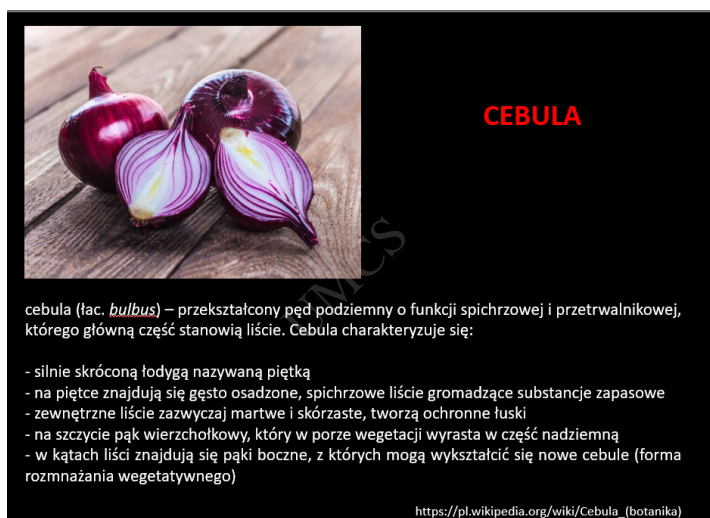 CEBULA
UMCS
cebula (łac. bulbus) – przekształcony pęd podziemny o funkcji spichrzowej i przetrwalnikowej,
którego główną część stanowią liście. Cebula charakteryzuje się:
- silnie skróconą łodygą nazywaną piętką
- na piętce znajdują się gęsto osadzone, spichrzowe liście gromadzące substancje zapasowe
- zewnętrzne liście zazwyczaj martwe i skórzaste, tworzą ochronne łuski
- na szczycie pąk wierzchołkowy, który w porze wegetacji wyrasta w część nadziemną
- w kątach liści znajdują się pąki boczne, z których mogą wykształcić się nowe cebule (forma
rozmnażania wegetatywnego)
https://pl.wikipedia.org/wiki/Cebula_(botanika)